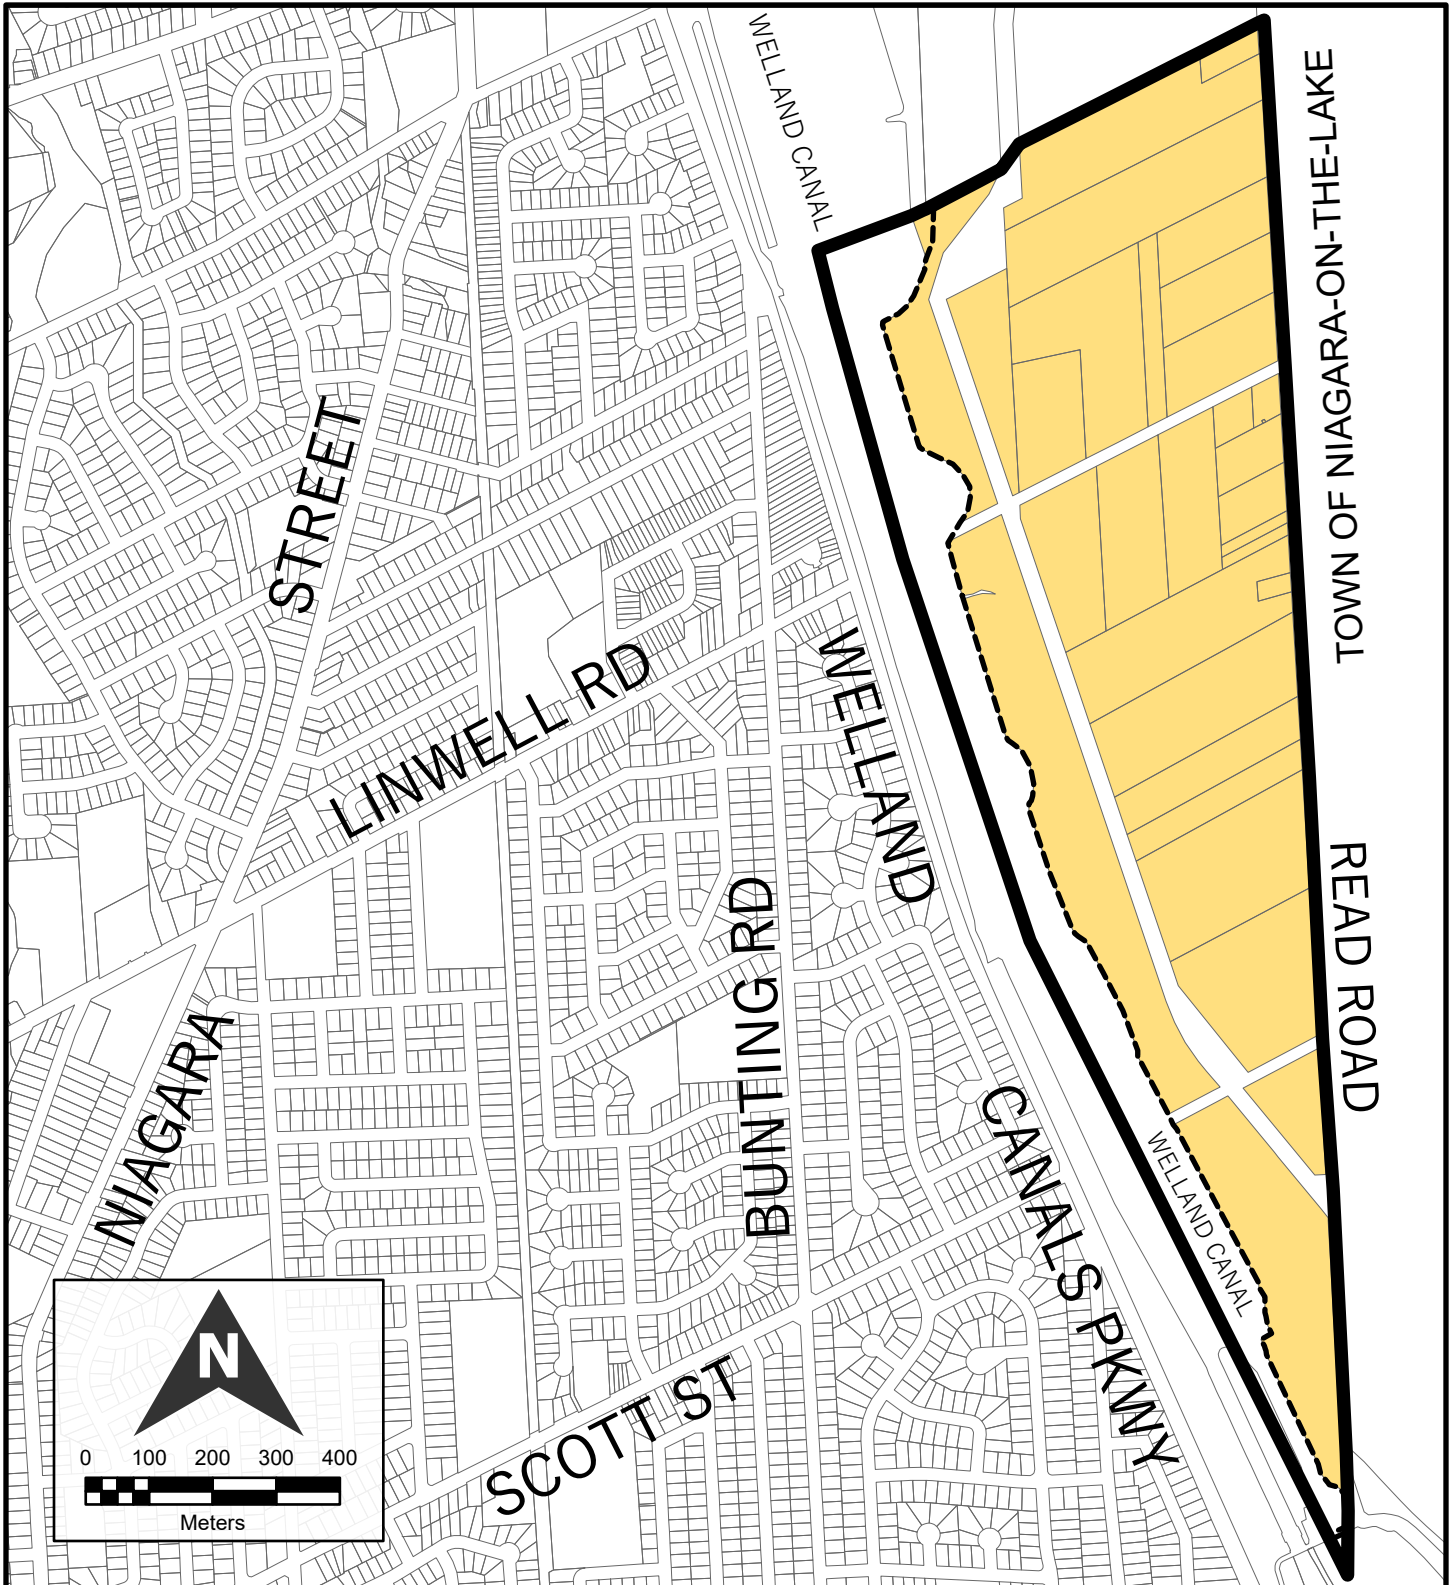 WELLAND CANAL
TOWN OF NIAGARA-ON-THE-LAKE
STREET
LINWELL RD
WELLAND
READ ROAD
BUNTING RD
NIAGARA
CANALS PKWY
WELLAND CANAL
SCOTT ST
N
0 100 200 300 400
Meters